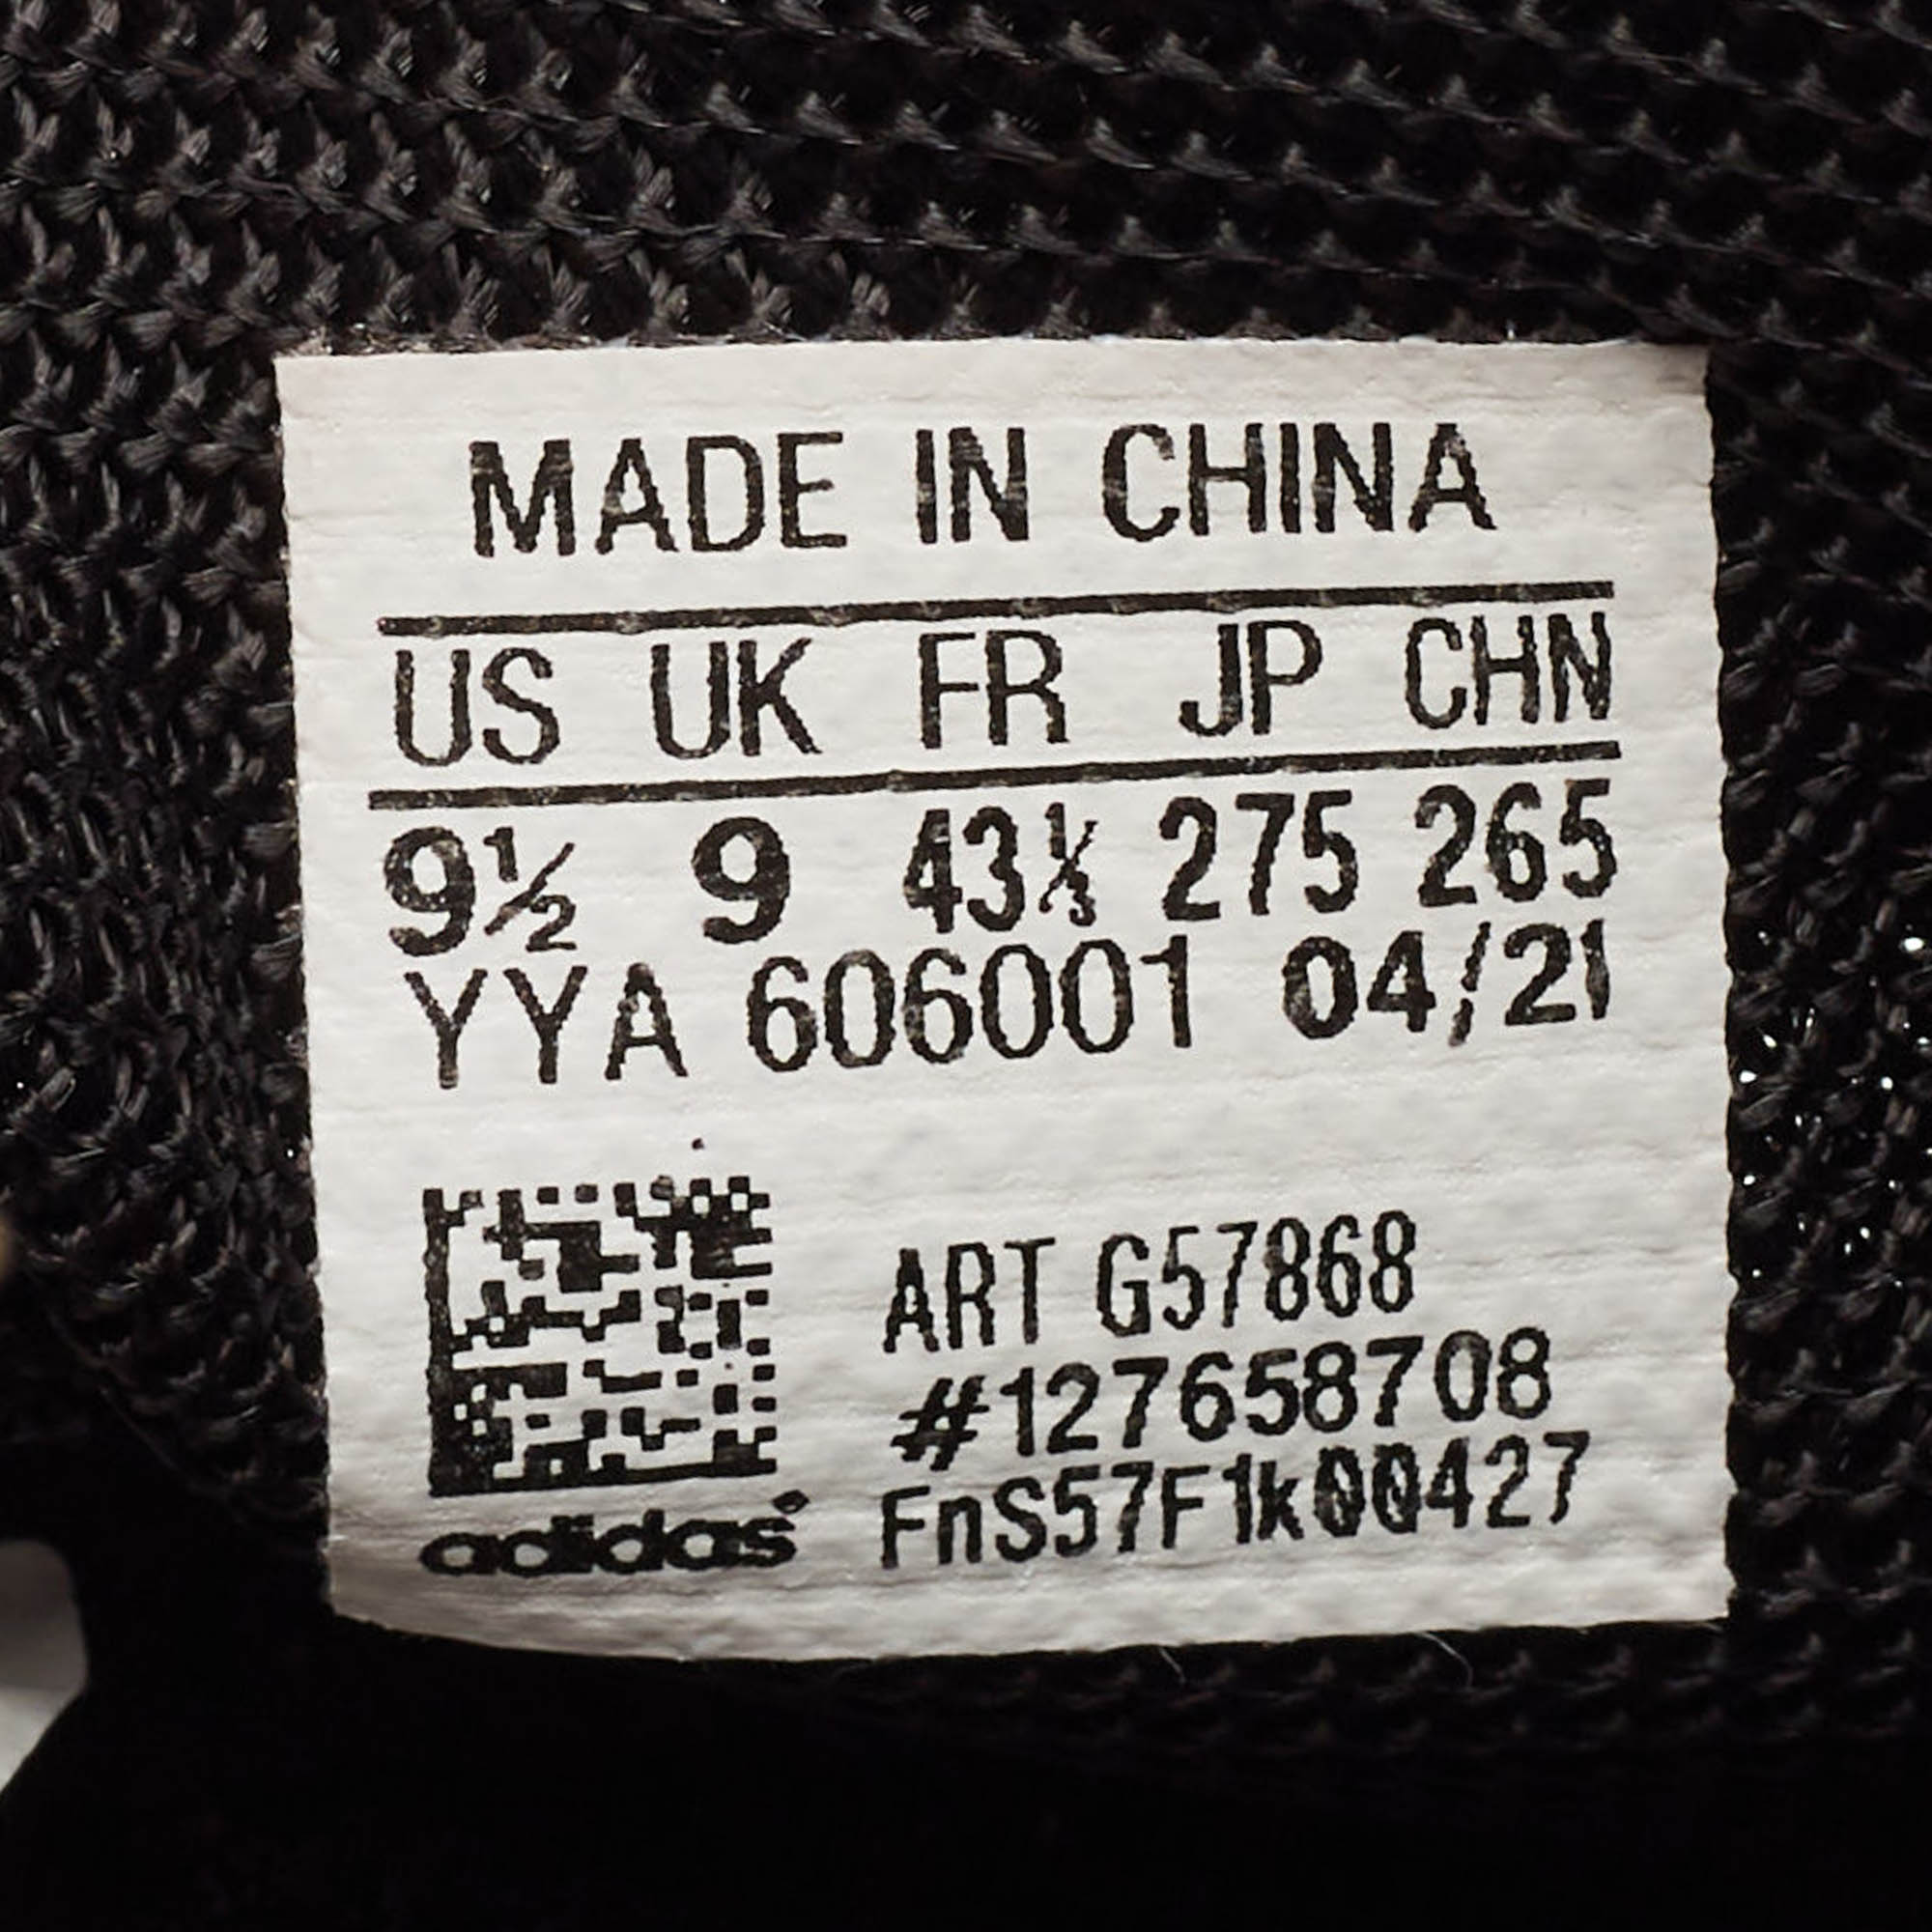 MADE IN CHINA
US UK FR JP CHN
9½ 9 43⅓ 275 265
YYA 606001 04/21
ART G57868
#127658708
adidas FnS57F1k00427